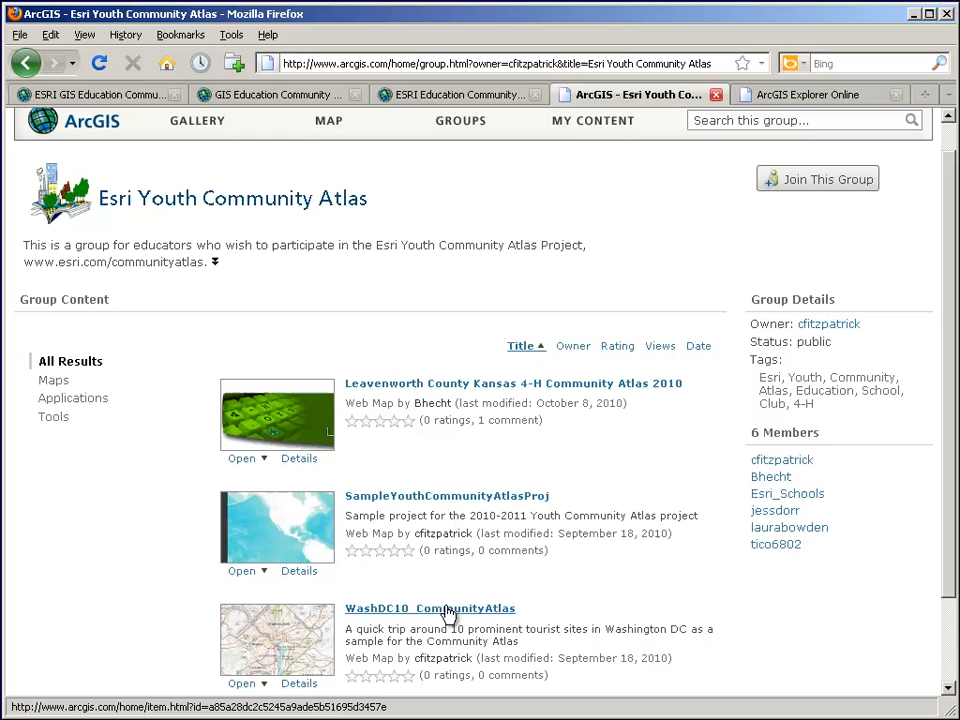 ArcGIS - Esri Youth Community Atlas - Mozilla Firefox
File Edit View History Bookmarks Tools Help
http://www.arcgis.com/home/group.html?owner=cfitzpatrick&title=Esri Youth Community Atlas
Bing
ESRI GIS Education Commu...
GIS Education Community ...
ESRI Education Community...
ArcGIS - Esri Youth Co...
ArcGIS Explorer Online
ArcGIS GALLERY MAP GROUPS MY CONTENT Search this group...
Esri Youth Community Atlas
Join This Group
This is a group for educators who wish to participate in the Esri Youth Community Atlas Project,
www.esri.com/communityatlas.
Group Content
All Results
Maps
Applications
Tools
Title Owner Rating Views Date
Leavenworth County Kansas 4-H Community Atlas 2010
Web Map by Bhecht (last modified: October 8, 2010)
(0 ratings, 1 comment)
Open Details
SampleYouthCommunityAtlasProj
Sample project for the 2010-2011 Youth Community Atlas project
Web Map by cfitzpatrick (last modified: September 18, 2010)
(0 ratings, 0 comments)
Open Details
WashDC10_CommunityAtlas
A quick trip around 10 prominent tourist sites in Washington DC as a
sample for the Community Atlas
Web Map by cfitzpatrick (last modified: September 18, 2010)
(0 ratings, 0 comments)
Open Details
Group Details
Owner: cfitzpatrick
Status: public
Tags:
Esri, Youth, Community,
Atlas, Education, School,
Club, 4-H
6 Members
cfitzpatrick
Bhecht
Esri_Schools
jessdorr
laurabowden
tico6802
http://www.arcgis.com/home/item.html?id=a85a28dc2c5245a9ade5b51695d3457e